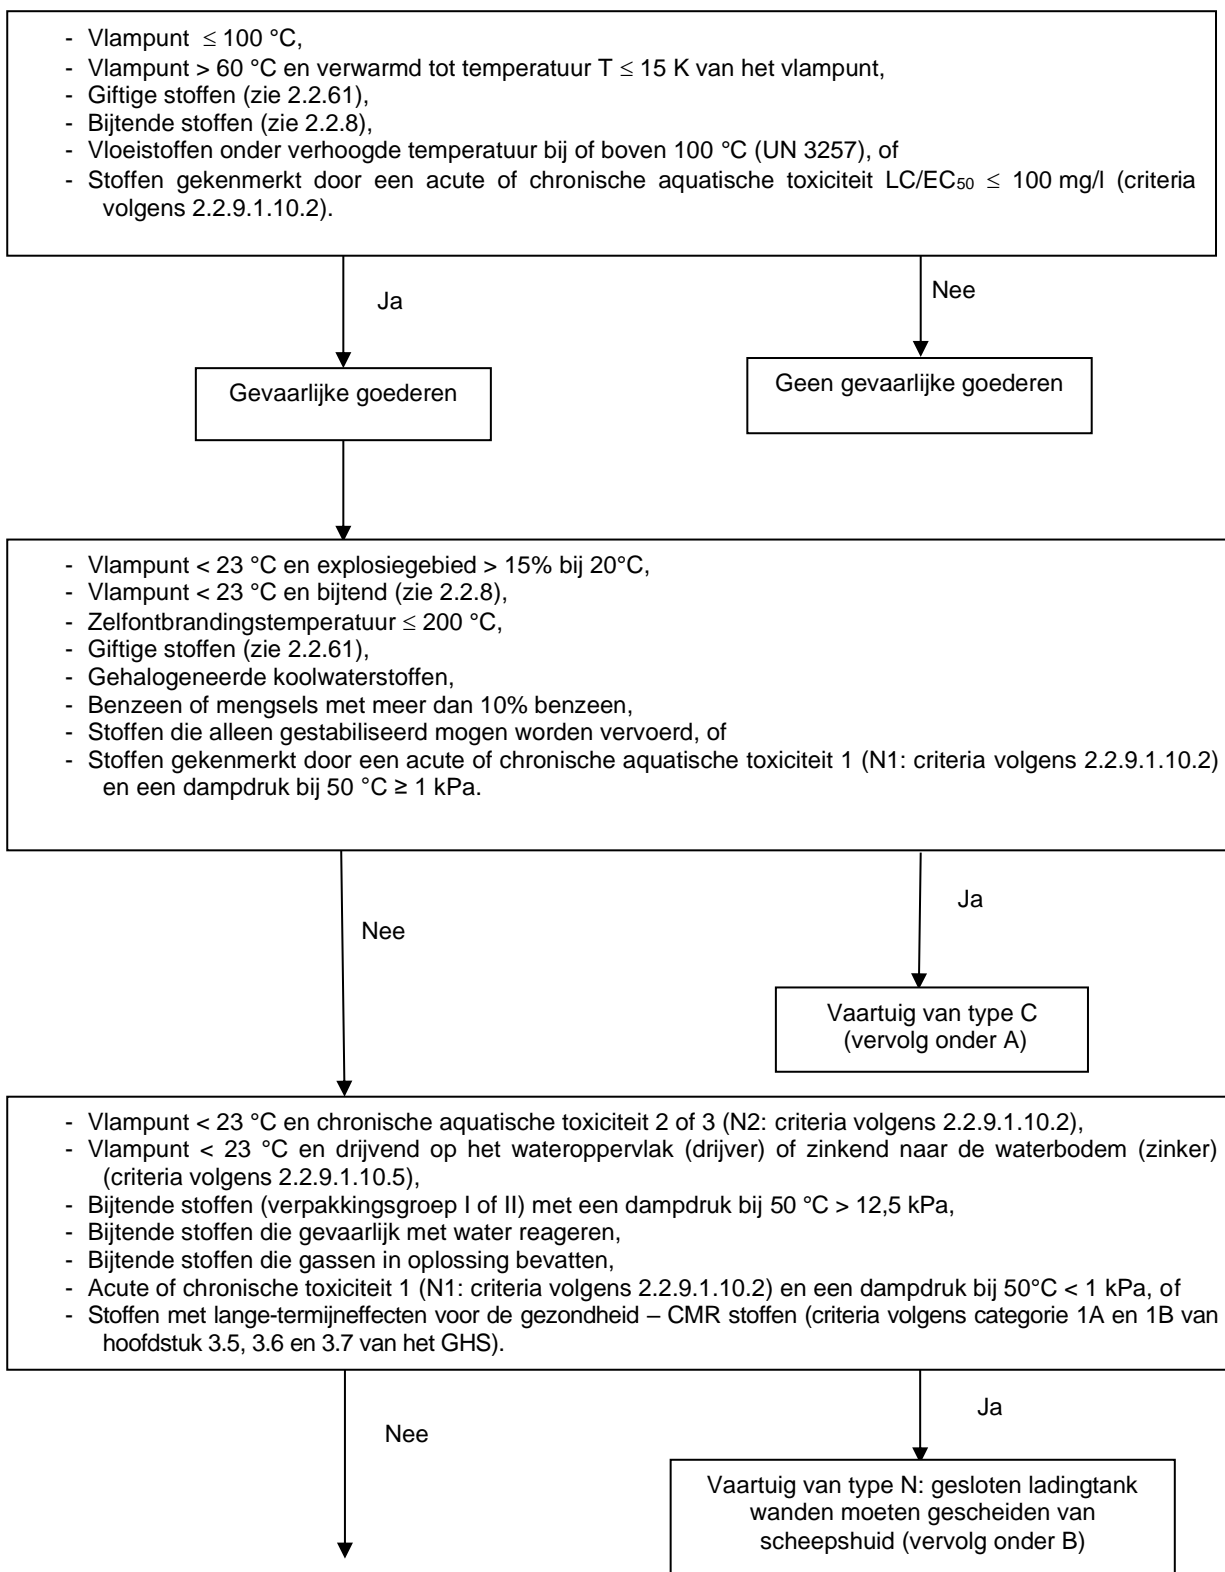 - Vlampunt ≤ 100 °C,
- Vlampunt > 60 °C en verwarmd tot temperatuur T ≤ 15 K van het vlampunt,
- Giftige stoffen (zie 2.2.61),
- Bijtende stoffen (zie 2.2.8),
- Vloeistoffen onder verhoogde temperatuur bij of boven 100 °C (UN 3257), of
- Stoffen gekenmerkt door een acute of chronische aquatische toxiciteit LC/EC₅₀ ≤ 100 mg/l (criteria
volgens 2.2.9.1.10.2).
Ja
Nee
Gevaarlijke goederen
Geen gevaarlijke goederen
- Vlampunt < 23 °C en explosiegebied > 15% bij 20°C,
- Vlampunt < 23 °C en bijtend (zie 2.2.8),
- Zelfontbrandingstemperatuur ≤ 200 °C,
- Giftige stoffen (zie 2.2.61),
- Gehalogeneerde koolwaterstoffen,
- Benzeen of mengsels met meer dan 10% benzeen,
- Stoffen die alleen gestabiliseerd mogen worden vervoerd, of
- Stoffen gekenmerkt door een acute of chronische aquatische toxiciteit 1 (N1: criteria volgens 2.2.9.1.10.2)
en een dampdruk bij 50 °C ≥ 1 kPa.
Nee
Ja
Vaartuig van type C
(vervolg onder A)
- Vlampunt < 23 °C en chronische aquatische toxiciteit 2 of 3 (N2: criteria volgens 2.2.9.1.10.2),
- Vlampunt < 23 °C en drijvend op het wateroppervlak (drijver) of zinkend naar de waterbodem (zinker)
(criteria volgens 2.2.9.1.10.5),
- Bijtende stoffen (verpakkingsgroep I of II) met een dampdruk bij 50 °C > 12,5 kPa,
- Bijtende stoffen die gevaarlijk met water reageren,
- Bijtende stoffen die gassen in oplossing bevatten,
- Acute of chronische toxiciteit 1 (N1: criteria volgens 2.2.9.1.10.2) en een dampdruk bij 50°C < 1 kPa, of
- Stoffen met lange-termijneffecten voor de gezondheid – CMR stoffen (criteria volgens categorie 1A en 1B van
hoofdstuk 3.5, 3.6 en 3.7 van het GHS).
Nee
Ja
Vaartuig van type N: gesloten ladingtank
wanden moeten gescheiden van
scheepshuid (vervolg onder B)